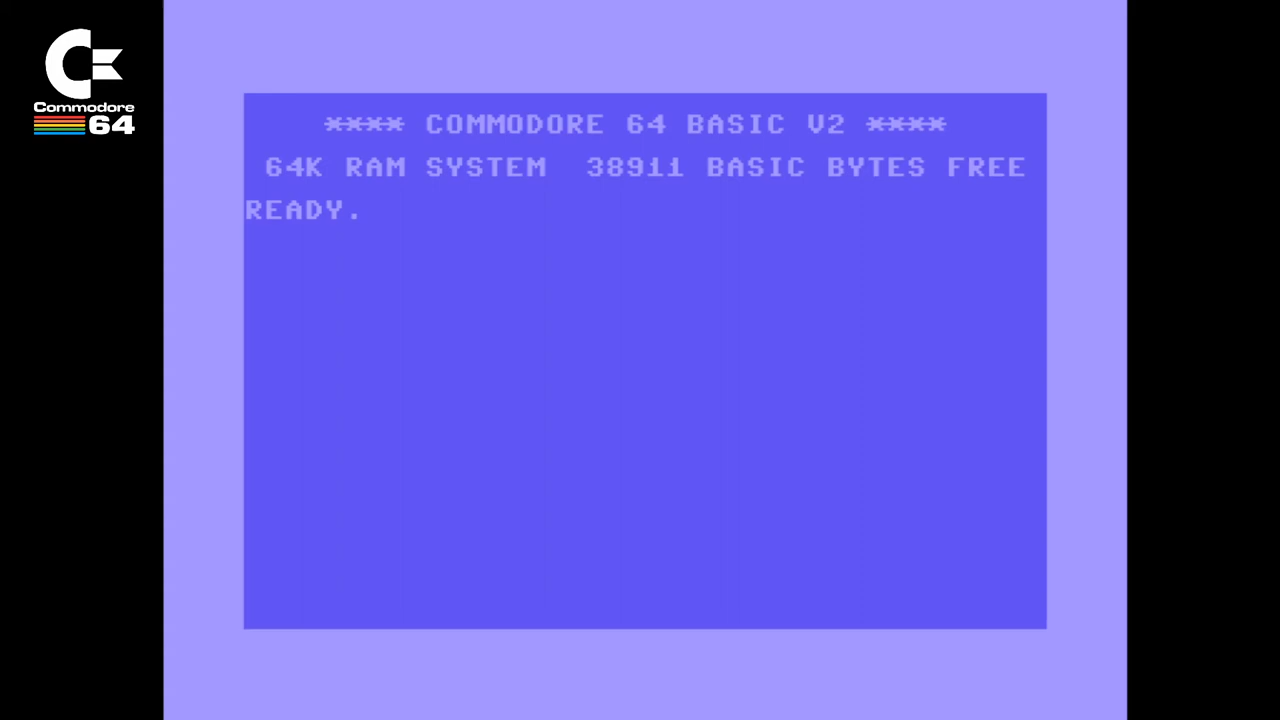 Commodore
64
**** COMMODORE 64 BASIC V2 ****
64K RAM SYSTEM  38911 BASIC BYTES FREE
READY.